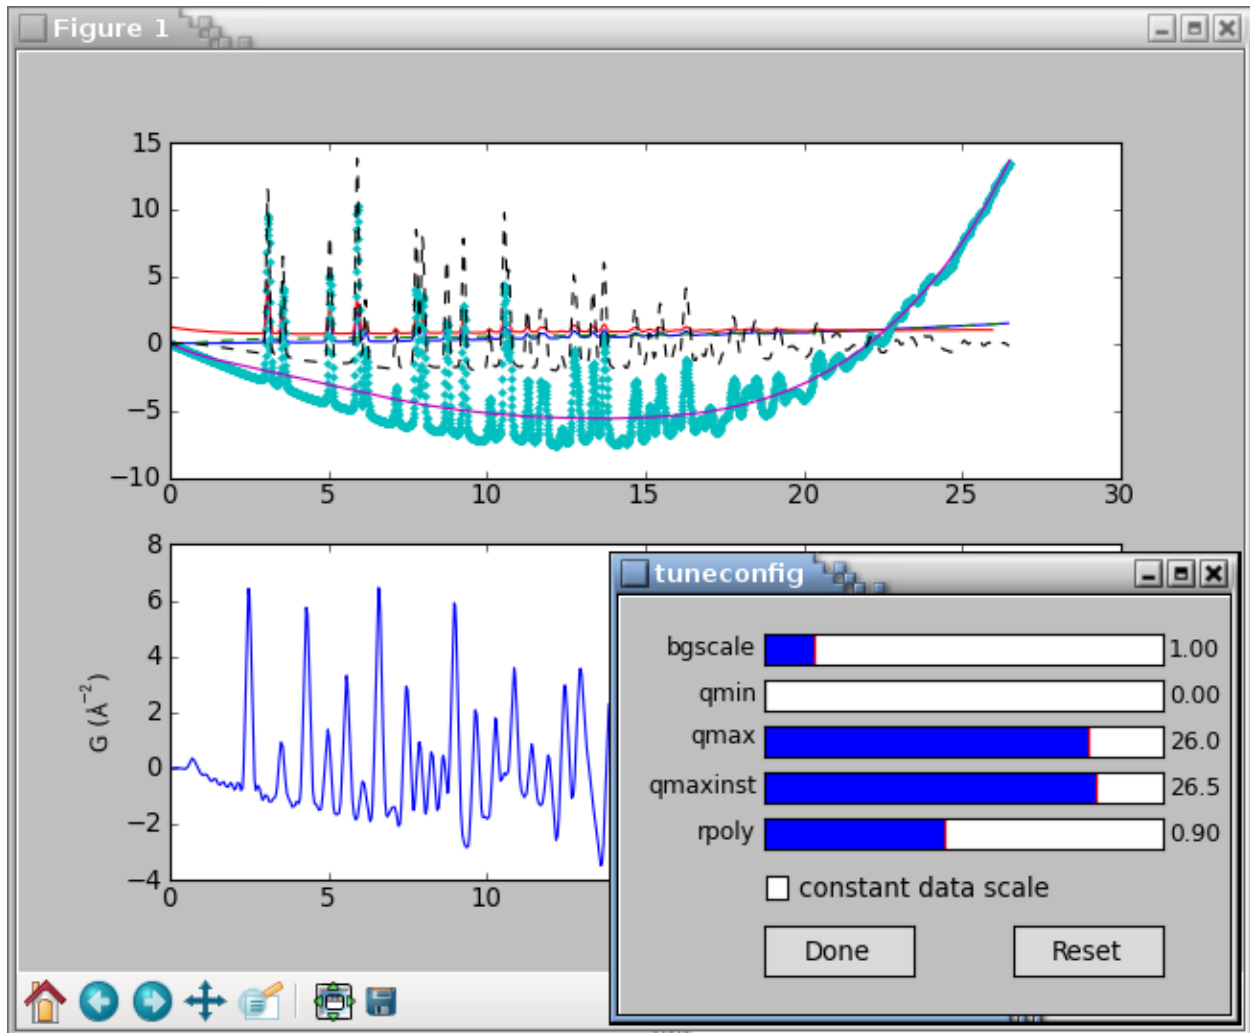 Figure 1
15
10
5
0
−5
−10
0 5 10 15 20 25 30
8
6
4
2
0
−2
−4
G (Å⁻²)
0 5 10
tuneconfig
bgscale 1.00
qmin 0.00
qmax 26.0
qmaxinst 26.5
rpoly 0.90
constant data scale
Done Reset